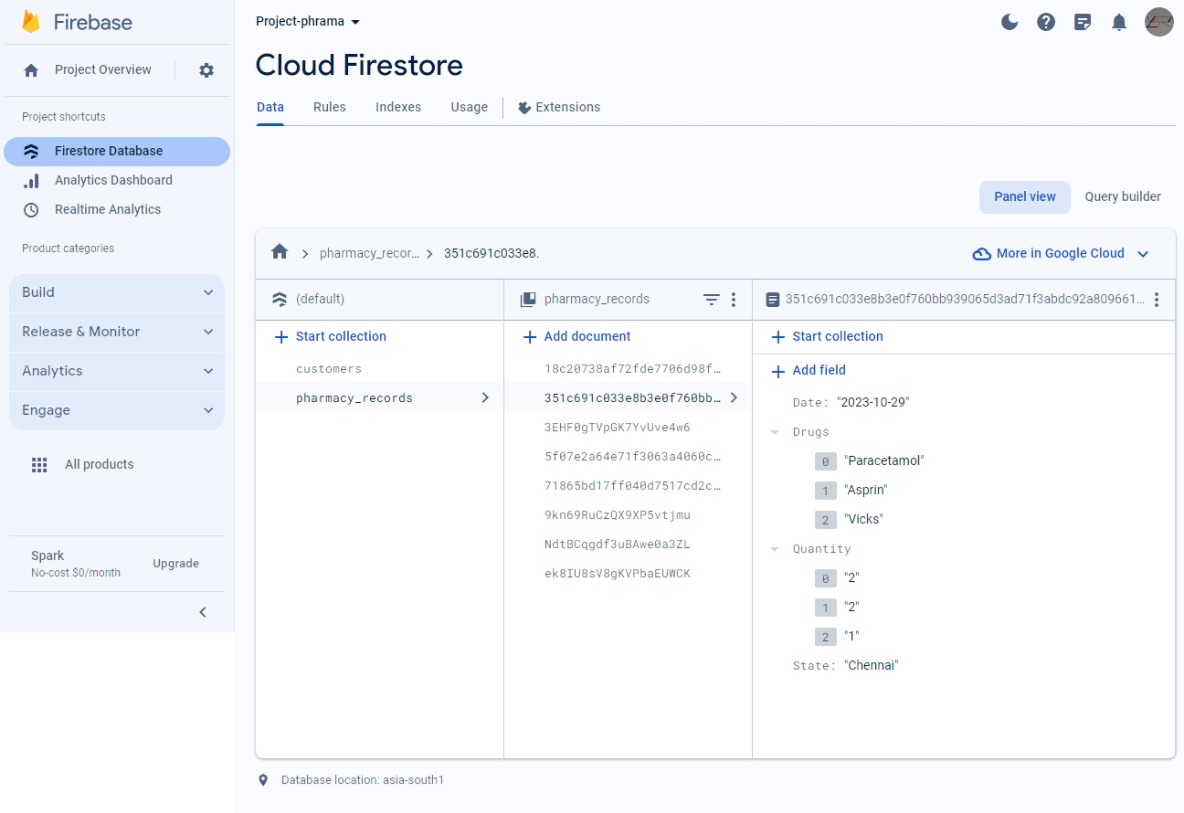 Firebase
Project Overview
Project shortcuts
Firestore Database
Analytics Dashboard
Realtime Analytics
Product categories
Build
Release & Monitor
Analytics
Engage
All products
Spark
No-cost $0/month
Upgrade
Project-phrama
Cloud Firestore
Data Rules Indexes Usage Extensions
Panel view Query builder
pharmacy_recor... 351c691c033e8.
More in Google Cloud
(default)
Start collection
customers
pharmacy_records
pharmacy_records
Add document
18c20738af72fde7706d98f…
351c691c033e8b3e0f760bb…
3EHF0gTVpGK7YvUve4w6
5f07e2a64e71f3063a4060c…
71865bd17ff040d7517cd2c…
9kn69RuCzQX9XP5vtjmu
NdtBCqgdf3uBAwe0a3ZL
ek8IU8sV8gKVPbaEUWCK
351c691c033e8b3e0f760bb939065d3ad71f3abdc92a809661...
Start collection
Add field
Date: "2023-10-29"
Drugs
0 "Paracetamol"
1 "Asprin"
2 "Vicks"
Quantity
0 "2"
1 "2"
2 "1"
State: "Chennai"
Database location: asia-south1